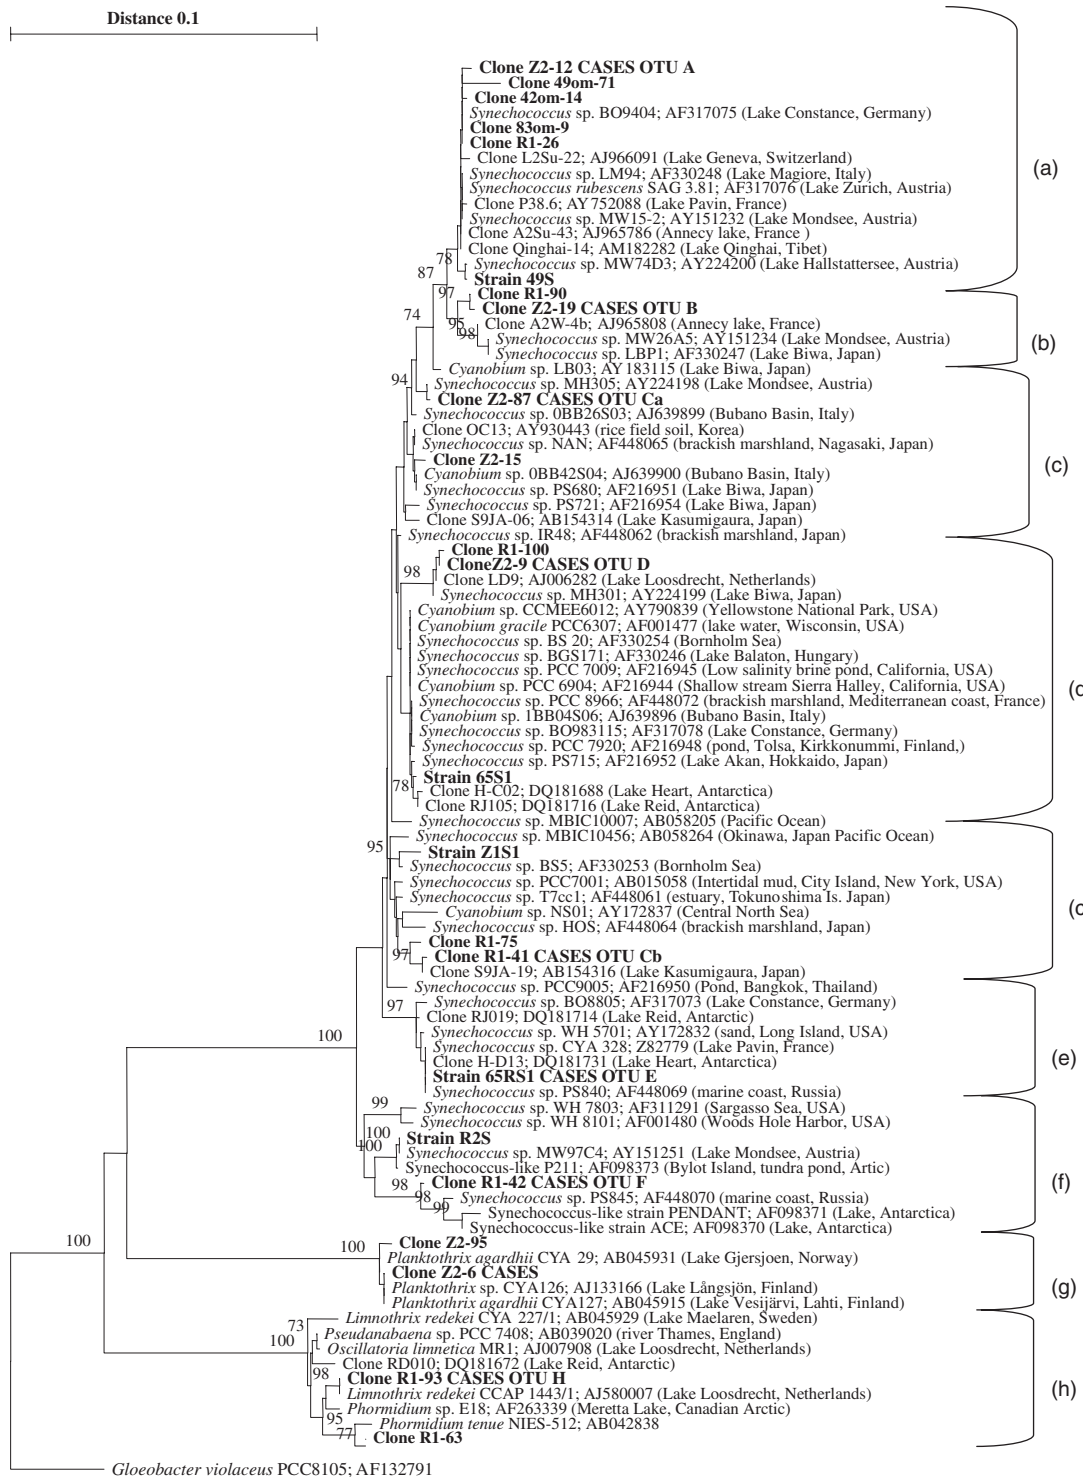 Distance 0.1
Clone Z2-12 CASES OTU A
Clone 49om-71
Clone 42om-14
Synechococcus sp. BO9404; AF317075 (Lake Constance, Germany)
Clone 83om-9
Clone R1-26
Clone L2Su-22; AJ966091 (Lake Geneva, Switzerland)
(a)
Synechococcus sp. LM94; AF330248 (Lake Magiore, Italy)
Synechococcus rubescens SAG 3.81; AF317076 (Lake Zurich, Austria)
Clone P38.6; AY752088 (Lake Pavin, France)
Synechococcus sp. MW15-2; AY151232 (Lake Mondsee, Austria)
Clone A2Su-43; AJ965786 (Annecy lake, France )
Clone Qinghai-14; AM182282 (Lake Qinghai, Tibet)
78
Synechococcus sp. MW74D3; AY224200 (Lake Hallstattersee, Austria)
87
Strain 49S
97
Clone R1-90
Clone Z2-19 CASES OTU B
74
95
Clone A2W-4b; AJ965808 (Annecy lake, France)
98
Synechococcus sp. MW26A5; AY151234 (Lake Mondsee, Austria)
(b)
Synechococcus sp. LBP1; AF330247 (Lake Biwa, Japan)
Cyanobium sp. LB03; AY183115 (Lake Biwa, Japan)
94
Synechococcus sp. MH305; AY224198 (Lake Mondsee, Austria)
Clone Z2-87 CASES OTU Ca
Synechococcus sp. 0BB26S03; AJ639899 (Bubano Basin, Italy)
Clone OC13; AY930443 (rice field soil, Korea)
Synechococcus sp. NAN; AF448065 (brackish marshland, Nagasaki, Japan)
Clone Z2-15
(c)
Cyanobium sp. 0BB42S04; AJ639900 (Bubano Basin, Italy)
Synechococcus sp. PS680; AF216951 (Lake Biwa, Japan)
Synechococcus sp. PS721; AF216954 (Lake Biwa, Japan)
Clone S9JA-06; AB154314 (Lake Kasumigaura, Japan)
Synechococcus sp. IR48; AF448062 (brackish marshland, Japan)
Clone R1-100
CloneZ2-9 CASES OTU D
98
Clone LD9; AJ006282 (Lake Loosdrecht, Netherlands)
Synechococcus sp. MH301; AY224199 (Lake Biwa, Japan)
Cyanobium sp. CCMEE6012; AY790839 (Yellowstone National Park, USA)
Cyanobium gracile PCC6307; AF001477 (lake water, Wisconsin, USA)
Synechococcus sp. BS 20; AF330254 (Bornholm Sea)
Synechococcus sp. BGS171; AF330246 (Lake Balaton, Hungary)
Synechococcus sp. PCC 7009; AF216945 (Low salinity brine pond, California, USA)
Cyanobium sp. PCC 6904; AF216944 (Shallow stream Sierra Halley, California, USA)
(d
Synechococcus sp. PCC 8966; AF448072 (brackish marshland, Mediterranean coast, France)
Cyanobium sp. 1BB04S06; AJ639896 (Bubano Basin, Italy)
Synechococcus sp. BO983115; AF317078 (Lake Constance, Germany)
Synechococcus sp. PCC 7920; AF216948 (pond, Tolsa, Kirkkonummi, Finland,)
Synechococcus sp. PS715; AF216952 (Lake Akan, Hokkaido, Japan)
Strain 65S1
78
Clone H-C02; DQ181688 (Lake Heart, Antarctica)
Clone RJ105; DQ181716 (Lake Reid, Antarctica)
Synechococcus sp. MBIC10007; AB058205 (Pacific Ocean)
Synechococcus sp. MBIC10456; AB058264 (Okinawa, Japan Pacific Ocean)
95
Strain Z1S1
Synechococcus sp. BS5; AF330253 (Bornholm Sea)
Synechococcus sp. PCC7001; AB015058 (Intertidal mud, City Island, New York, USA)
Synechococcus sp. T7cc1; AF448061 (estuary, Tokunoshima Is. Japan)
(c
Cyanobium sp. NS01; AY172837 (Central North Sea)
Synechococcus sp. HOS; AF448064 (brackish marshland, Japan)
Clone R1-75
97
Clone R1-41 CASES OTU Cb
Clone S9JA-19; AB154316 (Lake Kasumigaura, Japan)
Synechococcus sp. PCC9005; AF216950 (Pond, Bangkok, Thailand)
97
Synechococcus sp. BO8805; AF317073 (Lake Constance, Germany)
Clone RJ019; DQ181714 (Lake Reid, Antarctic)
100
Synechococcus sp. WH 5701; AY172832 (sand, Long Island, USA)
Synechococcus sp. CYA 328; Z82779 (Lake Pavin, France)
(e)
Clone H-D13; DQ181731 (Lake Heart, Antarctica)
Strain 65RS1 CASES OTU E
Synechococcus sp. PS840; AF448069 (marine coast, Russia)
99
Synechococcus sp. WH 7803; AF311291 (Sargasso Sea, USA)
Synechococcus sp. WH 8101; AF001480 (Woods Hole Harbor, USA)
100
Strain R2S
100
Synechococcus sp. MW97C4; AY151251 (Lake Mondsee, Austria)
Synechococcus-like P211; AF098373 (Bylot Island, tundra pond, Artic)
98
Clone R1-42 CASES OTU F
(f)
98
Synechococcus sp. PS845; AF448070 (marine coast, Russia)
99
Synechococcus-like strain PENDANT; AF098371 (Lake, Antarctica)
Synechococcus-like strain ACE; AF098370 (Lake, Antarctica)
100
100
Clone Z2-95
Planktothrix agardhii CYA 29; AB045931 (Lake Gjersjoen, Norway)
Clone Z2-6 CASES
Planktothrix sp. CYA126; AJ133166 (Lake Långsjön, Finland)
(g)
Planktothrix agardhii CYA127; AB045915 (Lake Vesijärvi, Lahti, Finland)
Limnothrix redekei CYA 227/1; AB045929 (Lake Maelaren, Sweden)
73
Pseudanabaena sp. PCC 7408; AB039020 (river Thames, England)
100
Oscillatoria limnetica MR1; AJ007908 (Lake Loosdrecht, Netherlands)
Clone RD010; DQ181672 (Lake Reid, Antarctic)
98
Clone R1-93 CASES OTU H
(h)
Limnothrix redekei CCAP 1443/1; AJ580007 (Lake Loosdrecht, Netherlands)
Phormidium sp. E18; AF263339 (Meretta Lake, Canadian Arctic)
95
Phormidium tenue NIES-512; AB042838
77
Clone R1-63
Gloeobacter violaceus PCC8105; AF132791